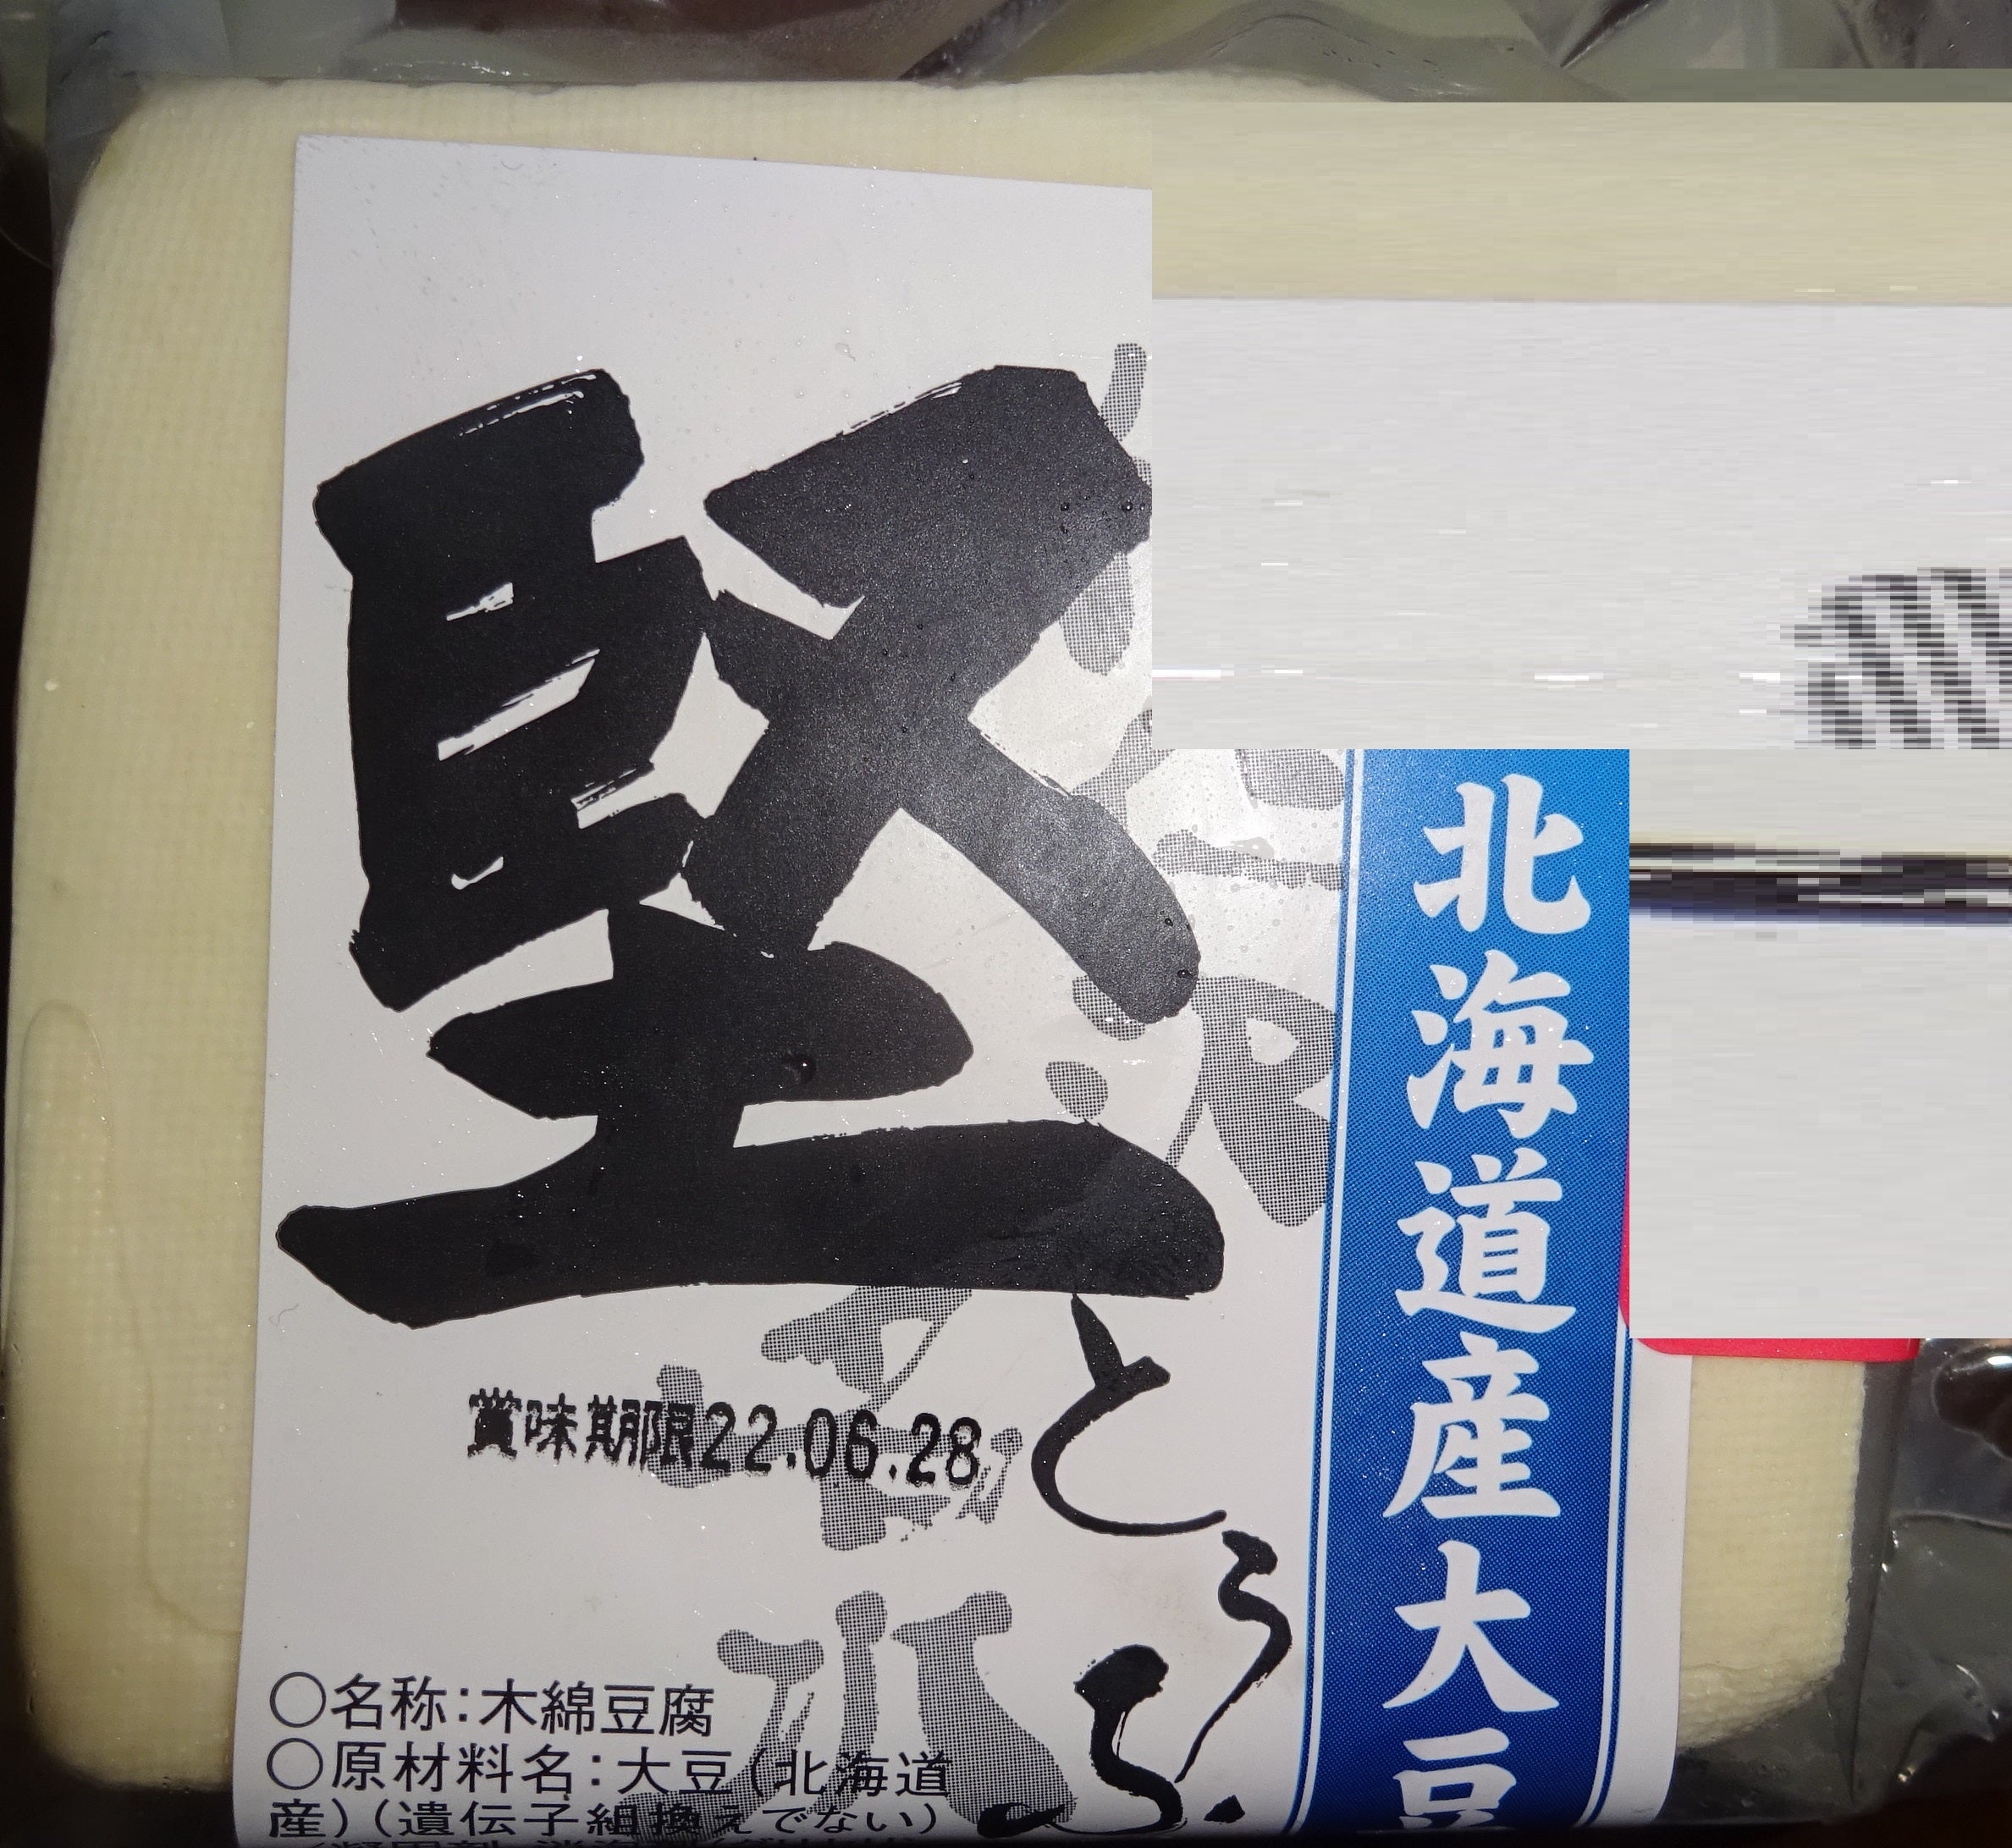 堅
とうふ
北海道産大豆
賞味期限22.06.28
○名称:木綿豆腐
○原材料名:大豆(北海道
産)(遺伝子組換えでない)